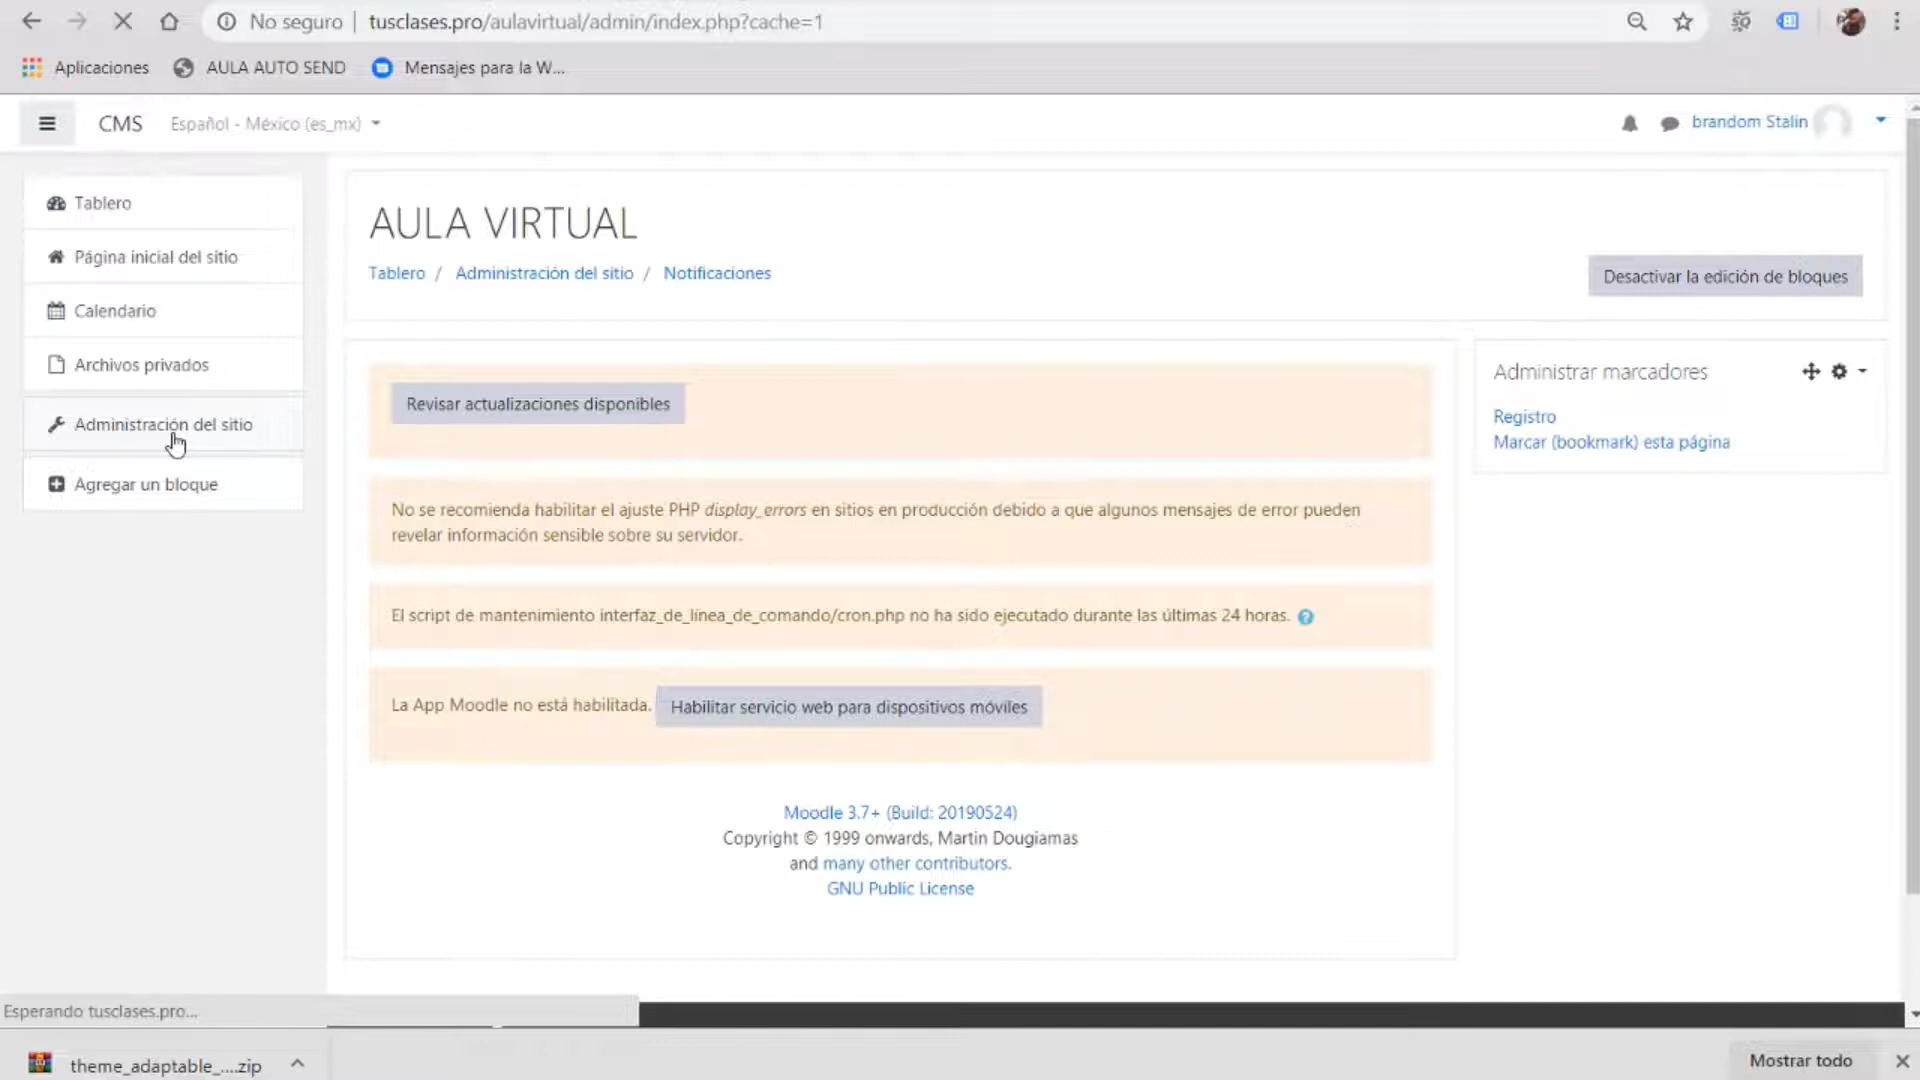 No seguro | tusclases.pro/aulavirtual/admin/index.php?cache=1
Aplicaciones AULA AUTO SEND Mensajes para la W...
CMS Español - México (es_mx) brandom Stalin
Tablero
Página inicial del sitio
Calendario
Archivos privados
Administración del sitio
Agregar un bloque
AULA VIRTUAL
Tablero / Administración del sitio / Notificaciones
Desactivar la edición de bloques
Revisar actualizaciones disponibles
No se recomienda habilitar el ajuste PHP display_errors en sitios en producción debido a que algunos mensajes de error pueden
revelar información sensible sobre su servidor.
El script de mantenimiento interfaz_de_línea_de_comando/cron.php no ha sido ejecutado durante las últimas 24 horas.
La App Moodle no está habilitada. Habilitar servicio web para dispositivos móviles
Moodle 3.7+ (Build: 20190524)
Copyright © 1999 onwards, Martin Dougiamas
and many other contributors.
GNU Public License
Administrar marcadores
Registro
Marcar (bookmark) esta página
Esperando tusclases.pro...
theme_adaptable_....zip
Mostrar todo